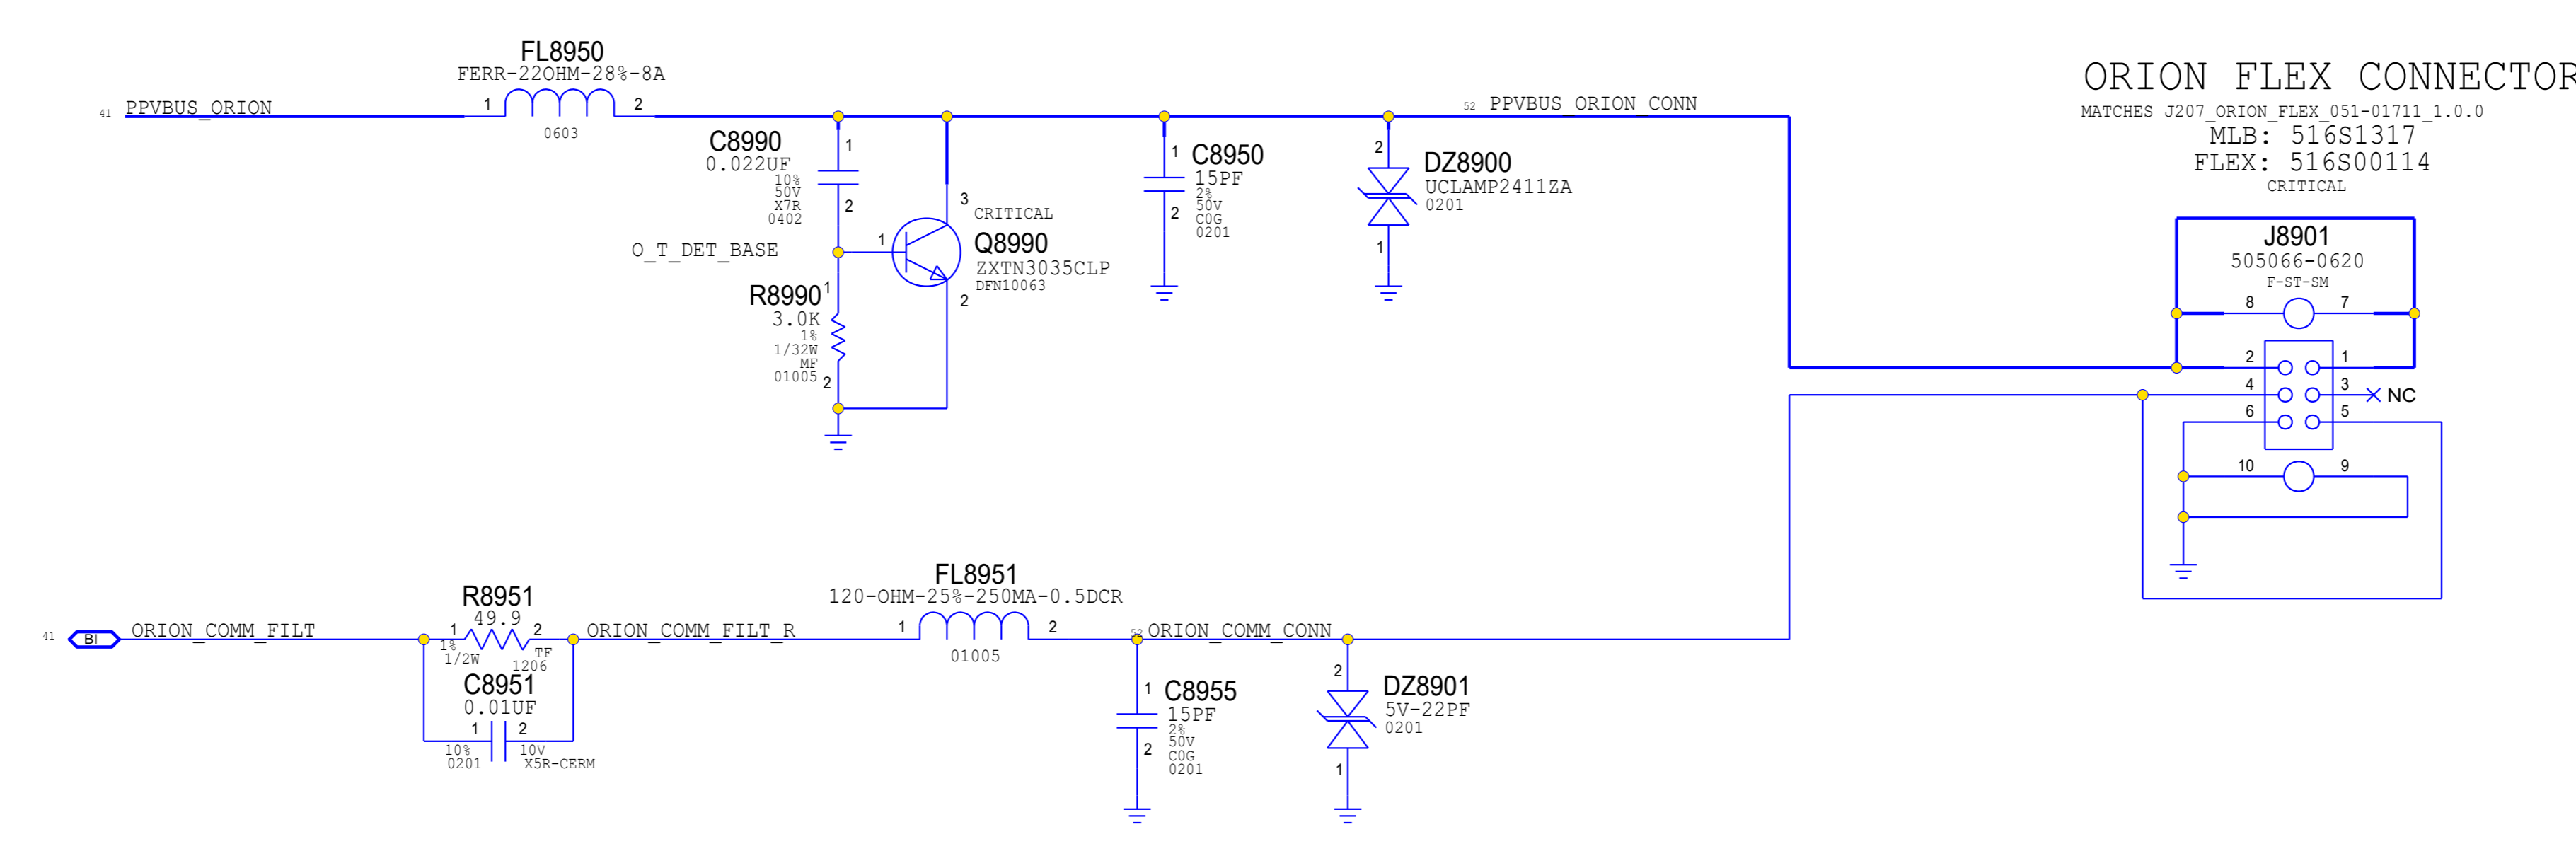 FL8950
FERR-22OHM-28%-8A
41 PPVBUS_ORION
1
2
0603
C8990
0.022UF
10%
50V
X7R
0402
1
2
O_T_DET_BASE
1
3
CRITICAL
Q8990
ZXTN3035CLP
DFN10063
2
R8990
1
3.0K
1%
1/32W
MF
01005
2
1
C8950
15PF
2%
50V
C0G
0201
2
2
DZ8900
UCLAMP2411ZA
0201
1
52 PPVBUS_ORION_CONN
ORION FLEX CONNECTOR
MATCHES J207_ORION_FLEX_051-01711_1.0.0
MLB: 516S1317
FLEX: 516S00114
CRITICAL
J8901
505066-0620
F-ST-SM
8 7
2 1
4 3 NC
6 5
10 9
41 BI ORION_COMM_FILT
R8951
49.9
1 2
1%
1/2W
TF
1206
C8951
0.01UF
1 2
10%
0201
10V
X5R-CERM
ORION_COMM_FILT_R
FL8951
120-OHM-25%-250MA-0.5DCR
1 2
01005
52 ORION_COMM_CONN
1
C8955
15PF
2%
50V
C0G
0201
2
2
DZ8901
5V-22PF
0201
1